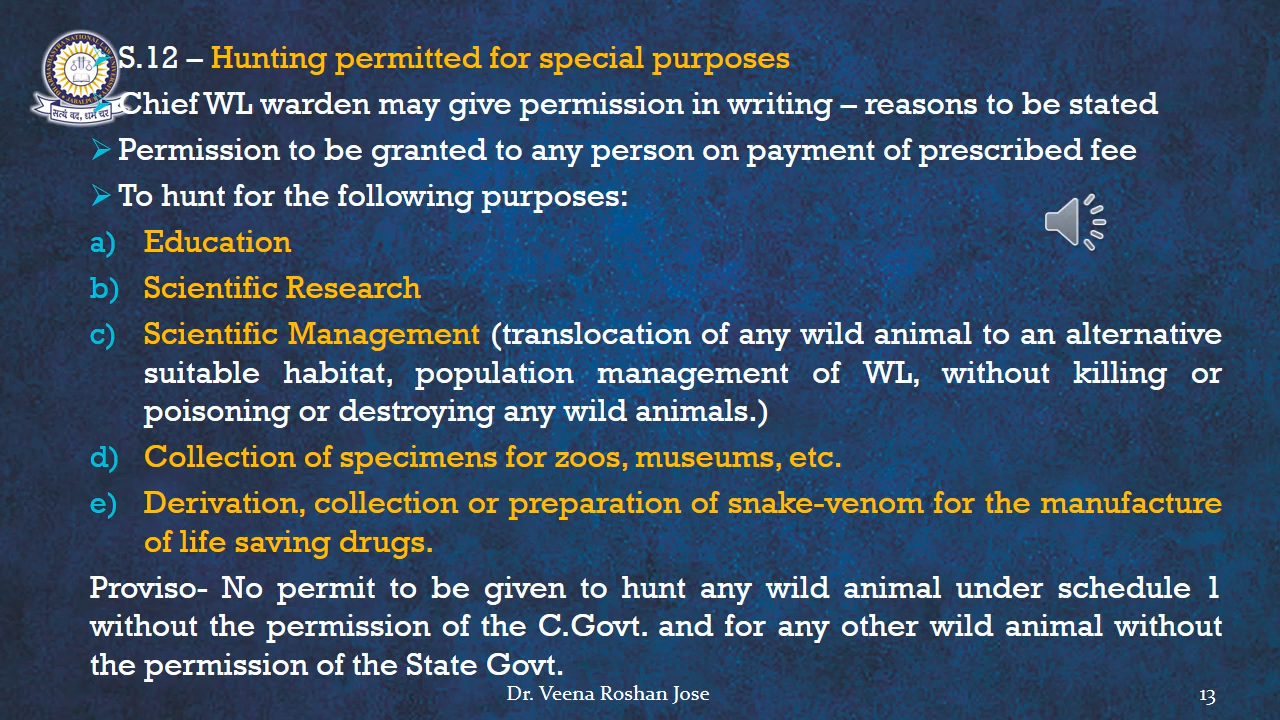 S.12 – Hunting permitted for special purposes
Chief WL warden may give permission in writing – reasons to be stated
Permission to be granted to any person on payment of prescribed fee
To hunt for the following purposes:
a) Education
b) Scientific Research
c) Scientific Management (translocation of any wild animal to an alternative
suitable habitat, population management of WL, without killing or
poisoning or destroying any wild animals.)
d) Collection of specimens for zoos, museums, etc.
e) Derivation, collection or preparation of snake-venom for the manufacture
of life saving drugs.
Proviso- No permit to be given to hunt any wild animal under schedule 1
without the permission of the C.Govt. and for any other wild animal without
the permission of the State Govt.
Dr. Veena Roshan Jose
13
सत्यं वद, धर्मं चर